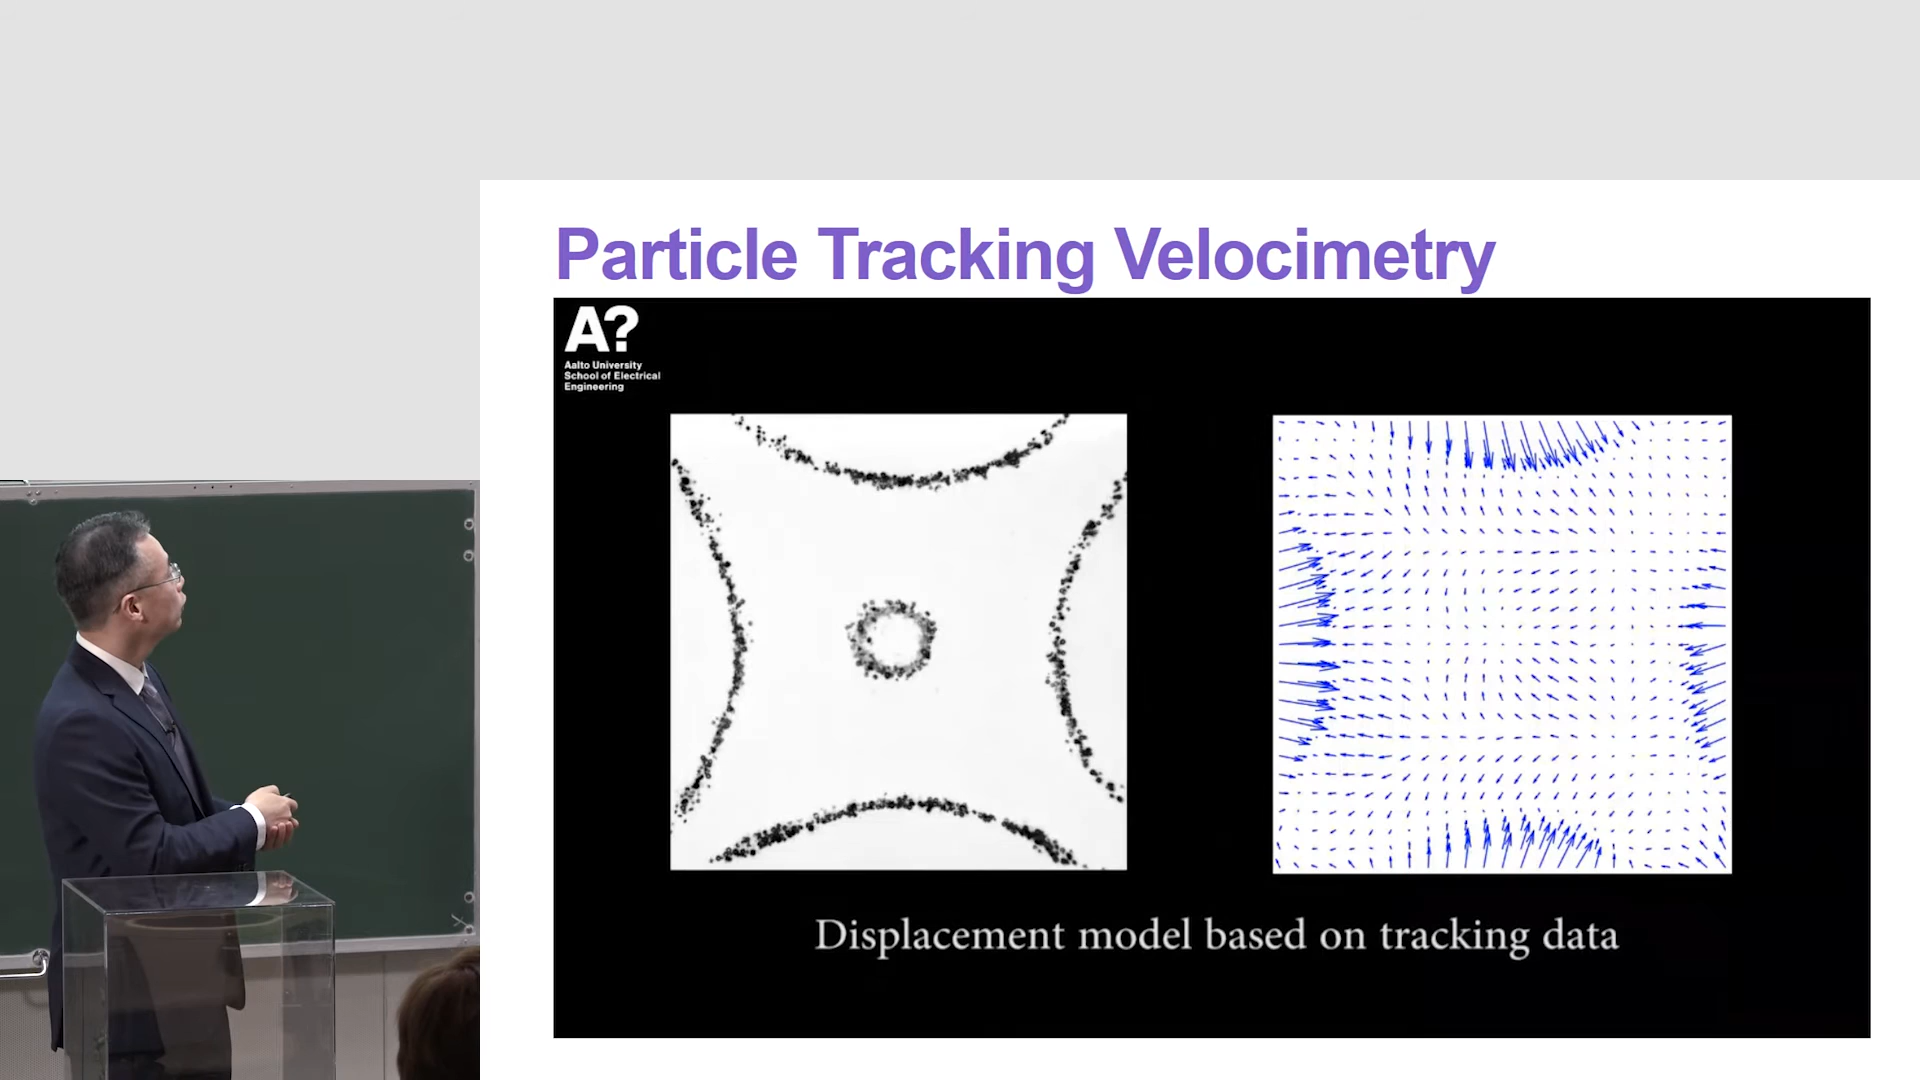 Particle Tracking Velocimetry
A?
Aalto University
School of Electrical
Engineering
Displacement model based on tracking data